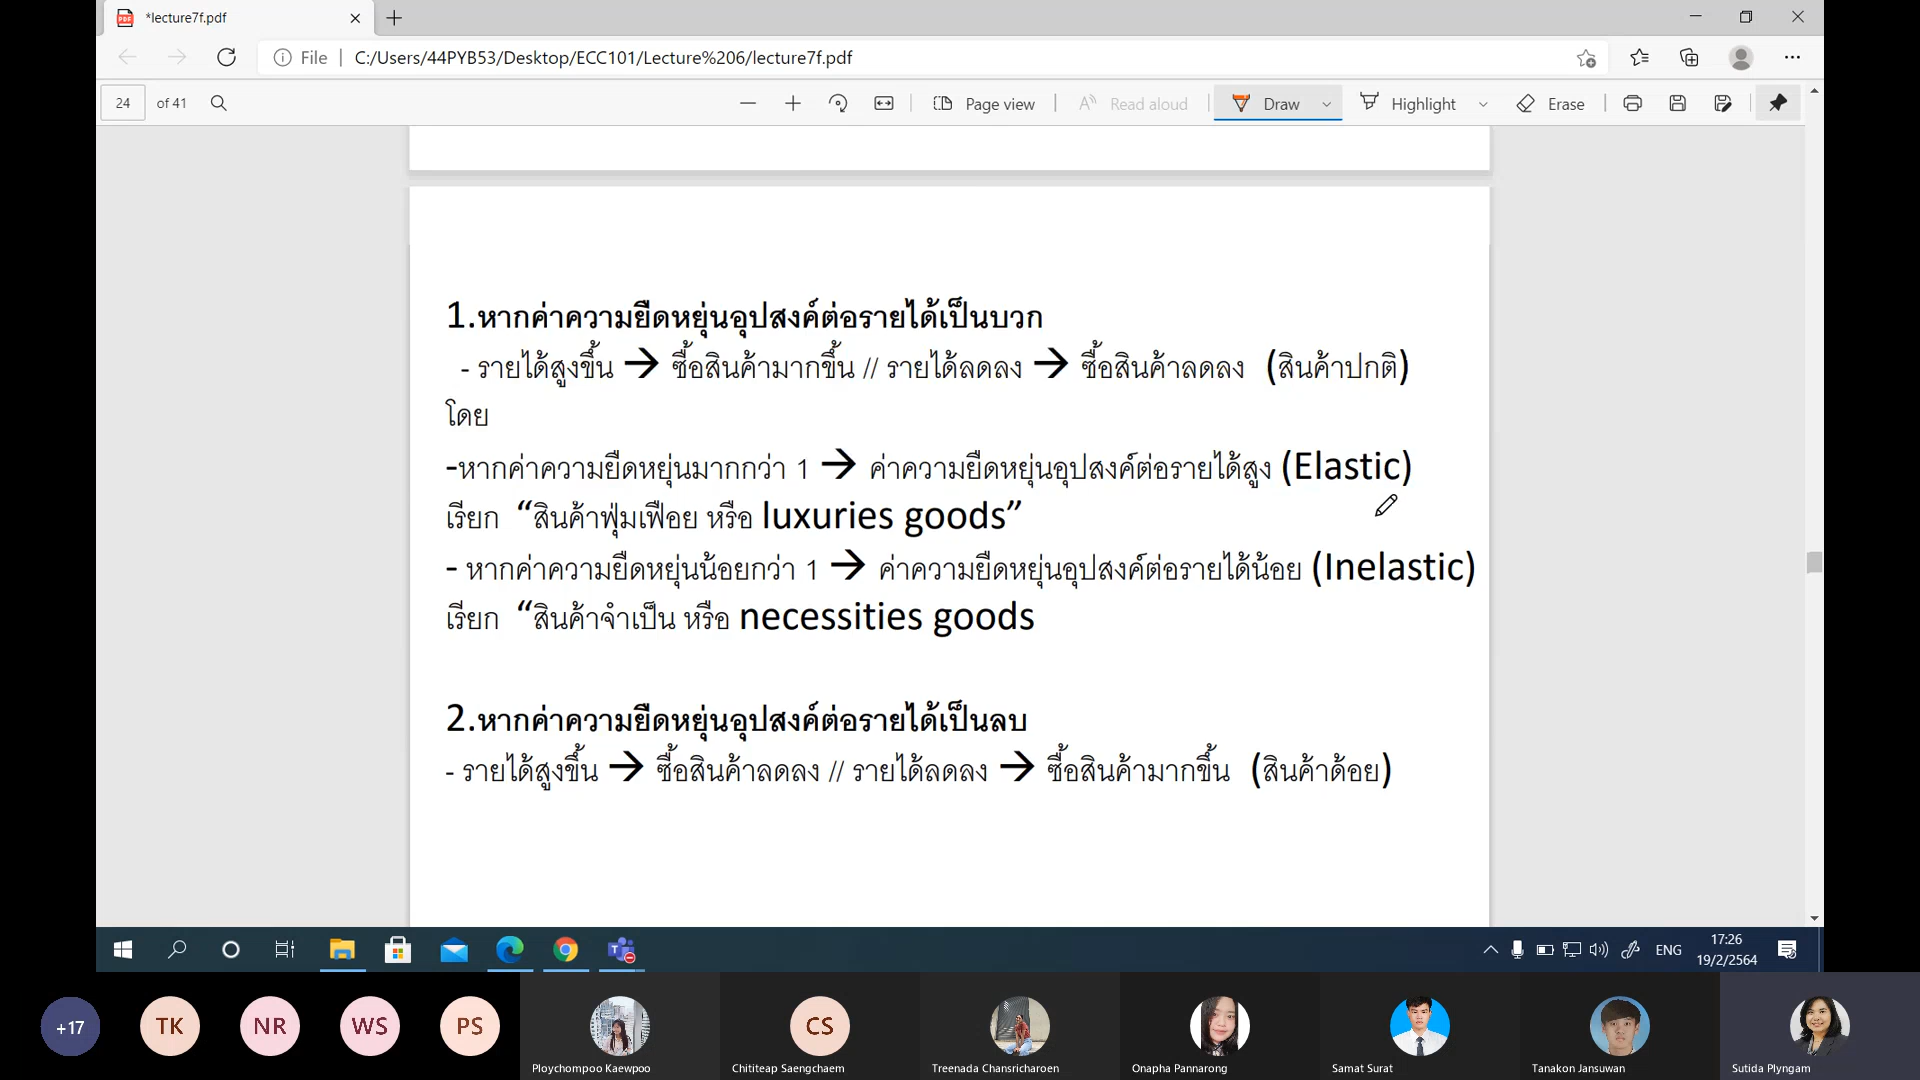 *lecture7f.pdf
File
C:/Users/44PYB53/Desktop/ECC101/Lecture%206/lecture7f.pdf
24 of 41
Page view
Read aloud
Draw
Highlight
Erase
1.หากค่าความยืดหยุ่นอุปสงค์ต่อรายได้เป็นบวก
- รายได้สูงขึ้น → ซื้อสินค้ามากขึ้น // รายได้ลดลง → ซื้อสินค้าลดลง (สินค้าปกติ)
โดย
-หากค่าความยืดหยุ่นมากกว่า 1 → ค่าความยืดหยุ่นอุปสงค์ต่อรายได้สูง (Elastic)
เรียก “สินค้าฟุ่มเฟือย หรือ luxuries goods”
- หากค่าความยืดหยุ่นน้อยกว่า 1 → ค่าความยืดหยุ่นอุปสงค์ต่อรายได้น้อย (Inelastic)
เรียก “สินค้าจำเป็น หรือ necessities goods
2.หากค่าความยืดหยุ่นอุปสงค์ต่อรายได้เป็นลบ
- รายได้สูงขึ้น → ซื้อสินค้าลดลง // รายได้ลดลง → ซื้อสินค้ามากขึ้น (สินค้าด้อย)
ENG
17:26
19/2/2564
+17
TK
NR
WS
PS
CS
Ploychompoo Kaewpoo
Chititeap Saengchaem
Treenada Chansricharoen
Onapha Pannarong
Samat Surat
Tanakon Jansuwan
Sutida Plyngam